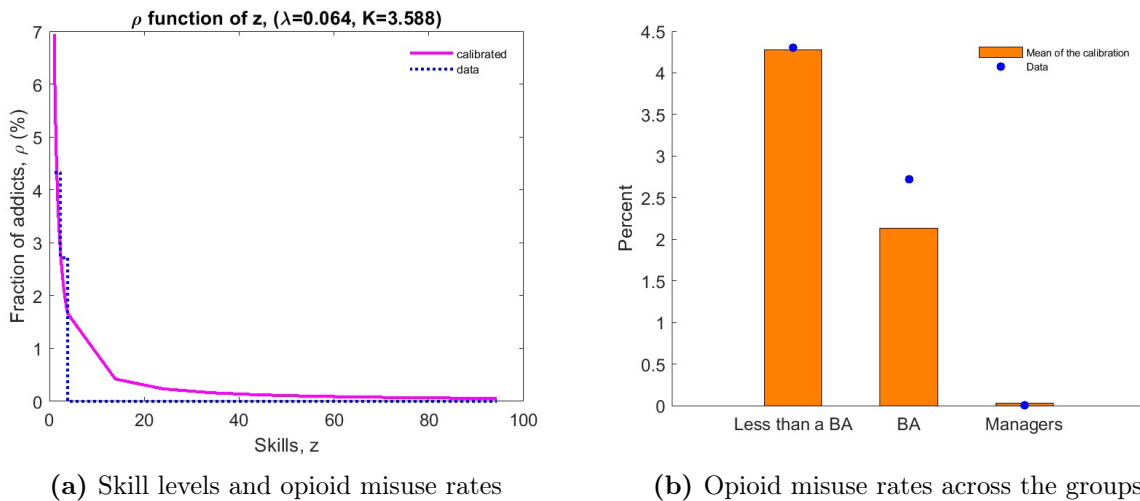 ρ function of z, (λ=0.064, K=3.588)
7
6
5
4
3
2
1
0
Fraction of addicts, ρ (%)
calibrated
data
0 20 40 60 80 100
Skills, z
(a) Skill levels and opioid misuse rates
4.5
4
3.5
3
2.5
2
1.5
1
0.5
0
Percent
Mean of the calibration
Data
Less than a BA BA Managers
(b) Opioid misuse rates across the groups